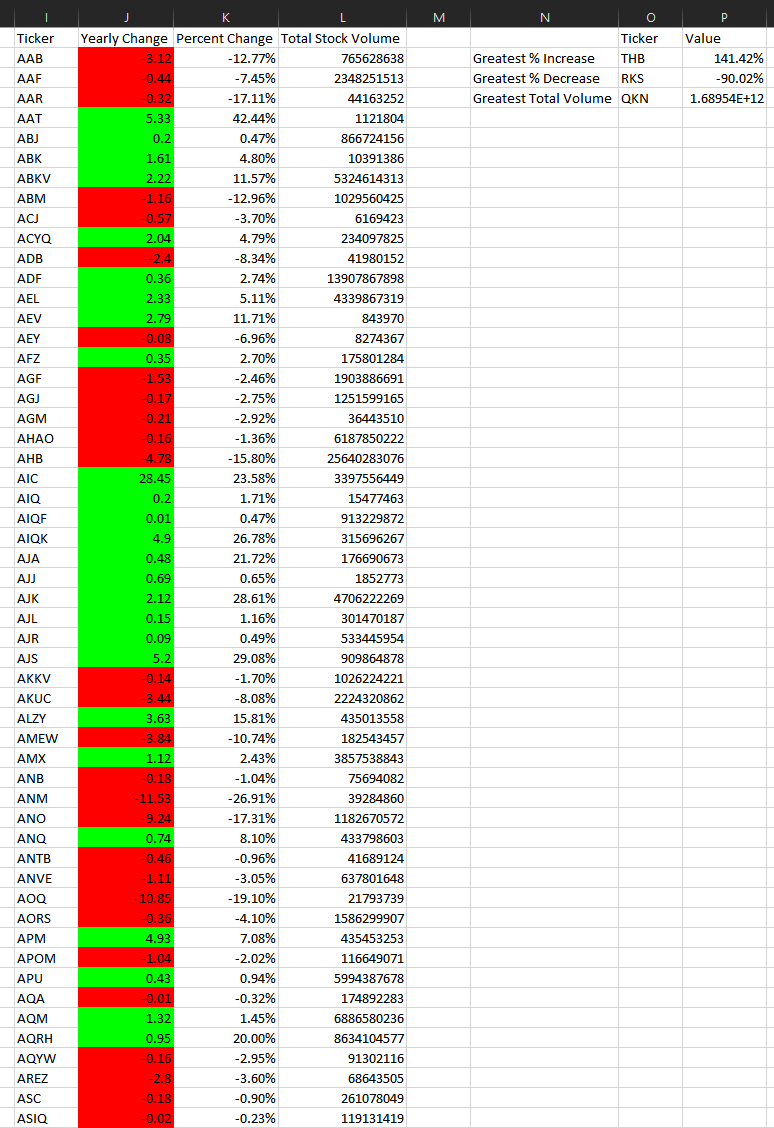 I J K L M N O P
Ticker Yearly Change Percent Change Total Stock Volume Ticker Value
AAB -3.12 -12.77% 765628638 Greatest % Increase THB 141.42%
AAF -0.44 -7.45% 2348251513 Greatest % Decrease RKS -90.02%
AAR -0.32 -17.11% 44163252 Greatest Total Volume QKN 1.68954E+12
AAT 5.33 42.44% 1121804
ABJ 0.2 0.47% 866724156
ABK 1.61 4.80% 10391386
ABKV 2.22 11.57% 5324614313
ABM -1.16 -12.96% 1029560425
ACJ -0.57 -3.70% 6169423
ACYQ 2.04 4.79% 234097825
ADB -2.4 -8.34% 41980152
ADF 0.36 2.74% 13907867898
AEL 2.33 5.11% 4339867319
AEV 2.79 11.71% 843970
AEY -0.08 -6.96% 8274367
AFZ 0.35 2.70% 175801284
AGF -1.53 -2.46% 1903886691
AGJ -0.17 -2.75% 1251599165
AGM -0.21 -2.92% 36443510
AHAO -0.16 -1.36% 6187850222
AHB -4.78 -15.80% 25640283076
AIC 28.45 23.58% 3397556449
AIQ 0.2 1.71% 15477463
AIQF 0.01 0.47% 913229872
AIQK 4.9 26.78% 315696267
AJA 0.48 21.72% 176690673
AJJ 0.69 0.65% 1852773
AJK 2.12 28.61% 4706222269
AJL 0.15 1.16% 301470187
AJR 0.09 0.49% 533445954
AJS 5.2 29.08% 909864878
AKKV -0.14 -1.70% 1026224221
AKUC -3.44 -8.08% 2224320862
ALZY 3.63 15.81% 435013558
AMEW -3.84 -10.74% 182543457
AMX 1.12 2.43% 3857538843
ANB -0.18 -1.04% 75694082
ANM -11.53 -26.91% 39284860
ANO -9.24 -17.31% 1182670572
ANQ 0.74 8.10% 433798603
ANTB -0.46 -0.96% 41689124
ANVE -1.11 -3.05% 637801648
AOQ -10.85 -19.10% 21793739
AORS -0.36 -4.10% 1586299907
APM 4.93 7.08% 435453253
APOM -1.04 -2.02% 116649071
APU 0.43 0.94% 5994387678
AQA -0.01 -0.32% 174892283
AQM 1.32 1.45% 6886580236
AQRH 0.95 20.00% 8634104577
AQYW -0.16 -2.95% 91302116
AREZ -2.8 -3.60% 68643505
ASC -0.18 -0.90% 261078049
ASIQ -0.02 -0.23% 119131419